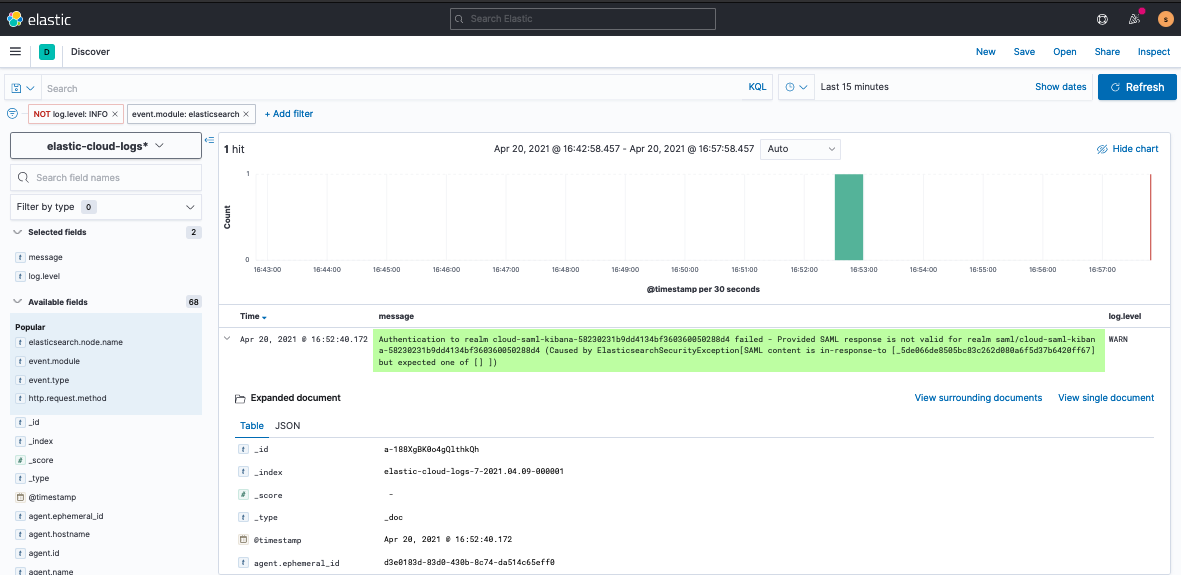 elastic
Search Elastic
s
D
Discover
New Save Open Share Inspect
Search
KQL
Last 15 minutes
Show dates
Refresh
NOT log.level: INFO ×
event.module: elasticsearch ×
+ Add filter
elastic-cloud-logs*
Search field names
Filter by type 0
Selected fields 2
t message
t log.level
Available fields 68
Popular
t elasticsearch.node.name
t event.module
t event.type
t http.request.method
t _id
t _index
# _score
t _type
@timestamp
t agent.ephemeral_id
t agent.hostname
t agent.id
t agent.name
1 hit
Apr 20, 2021 @ 16:42:58.457 - Apr 20, 2021 @ 16:57:58.457
Auto
Hide chart
1
Count
0
16:43:00 16:44:00 16:45:00 16:46:00 16:47:00 16:48:00 16:49:00 16:50:00 16:51:00 16:52:00 16:53:00 16:54:00 16:55:00 16:56:00 16:57:00
@timestamp per 30 seconds
Time message log.level
Apr 20, 2021 @ 16:52:40.172
Authentication to realm cloud-saml-kibana-58230231b9dd4134bf360360050288d4 failed - Provided SAML response is not valid for realm saml/cloud-saml-kiban
a-58230231b9dd4134bf360360050288d4 (Caused by ElasticsearchSecurityException[SAML content is in-response-to [_5de066de8505bc83c262d080a6f5d37b6420ff67]
but expected one of [] ])
WARN
Expanded document
View surrounding documents View single document
Table JSON
t _id a-188XgBK0o4gQlthkQh
t _index elastic-cloud-logs-7-2021.04.09-000001
# _score -
t _type _doc
@timestamp Apr 20, 2021 @ 16:52:40.172
t agent.ephemeral_id d3e0183d-83d0-430b-8c74-da514c65eff0